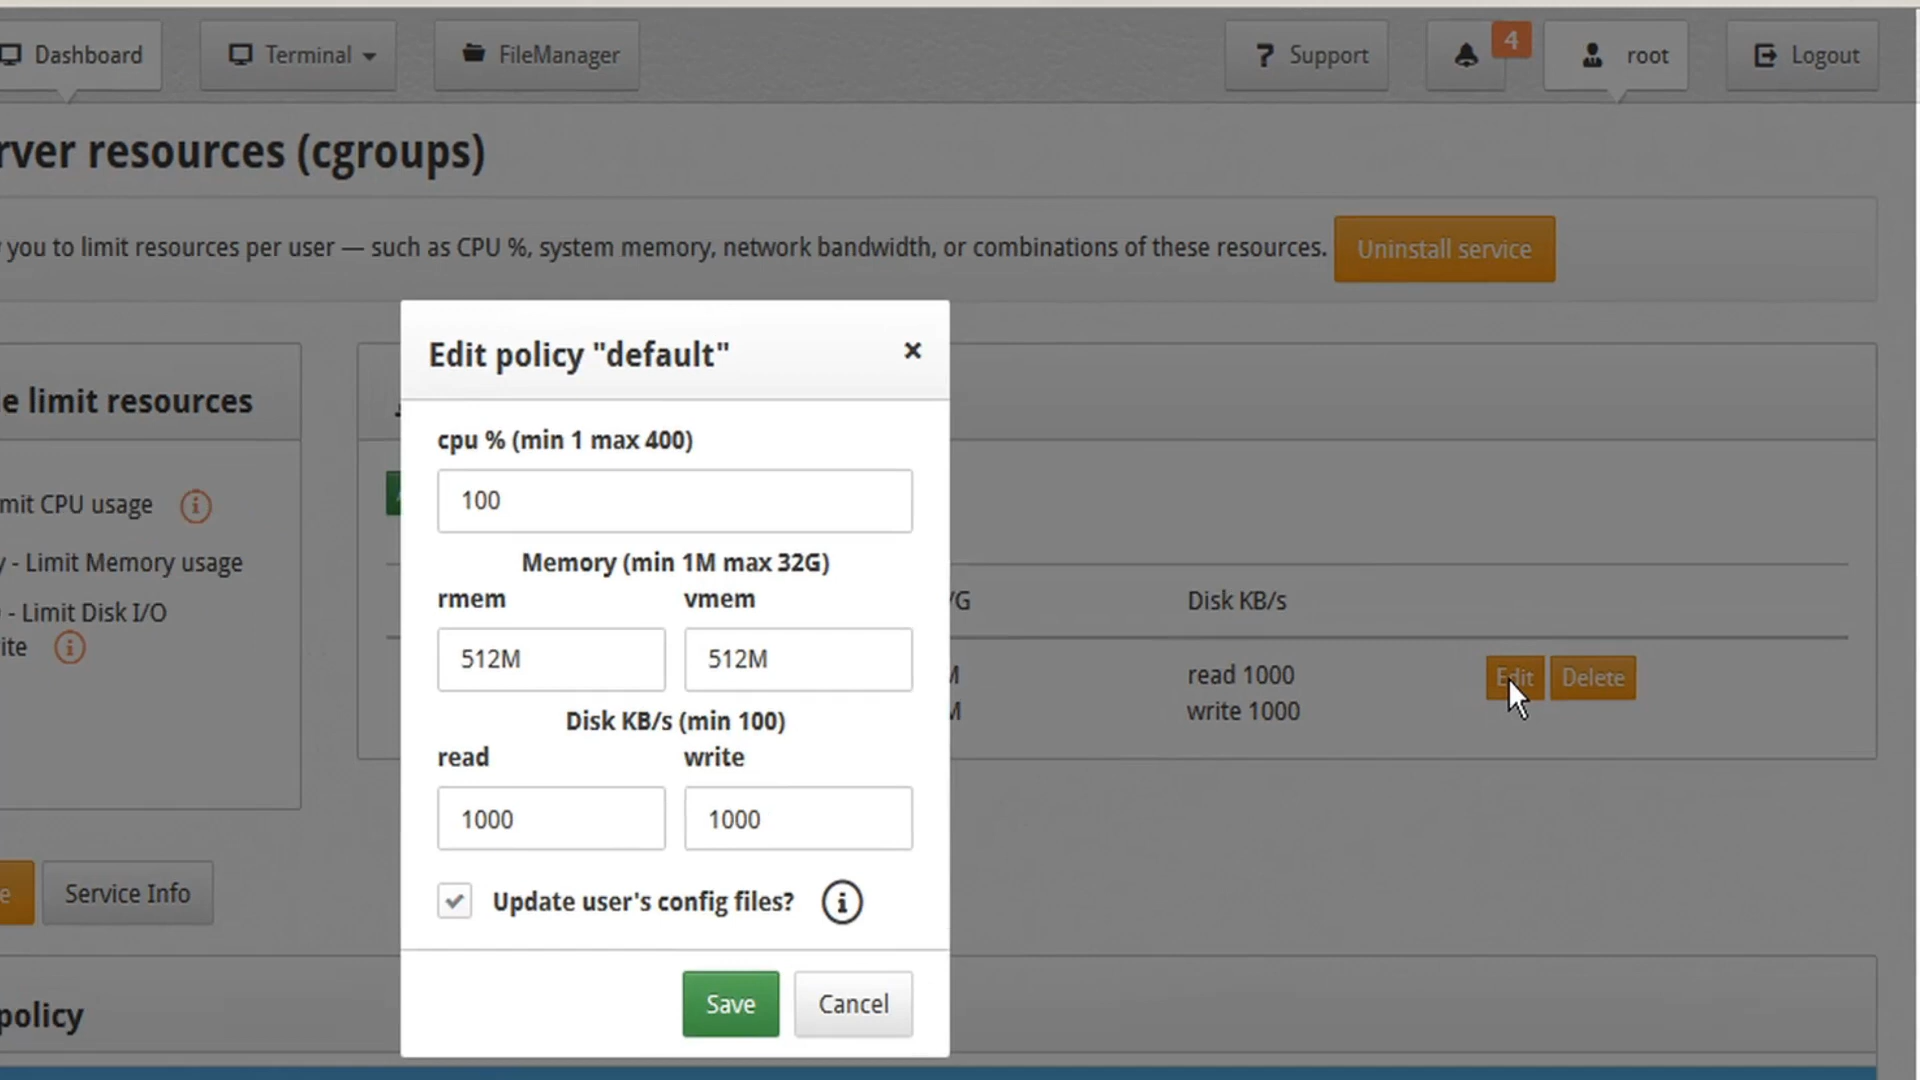 Dashboard Terminal FileManager Support 4 root Logout
rver resources (cgroups)
you to limit resources per user — such as CPU %, system memory, network bandwidth, or combinations of these resources. Uninstall service
Edit policy "default" ×
e limit resources
cpu % (min 1 max 400)
100
mit CPU usage
Memory (min 1M max 32G)
y - Limit Memory usage
rmem vmem
/G Disk KB/s
- Limit Disk I/O
ite
512M 512M
M read 1000 Edit Delete
M write 1000
Disk KB/s (min 100)
read write
1000 1000
Update user's config files?
e Service Info
Save Cancel
policy